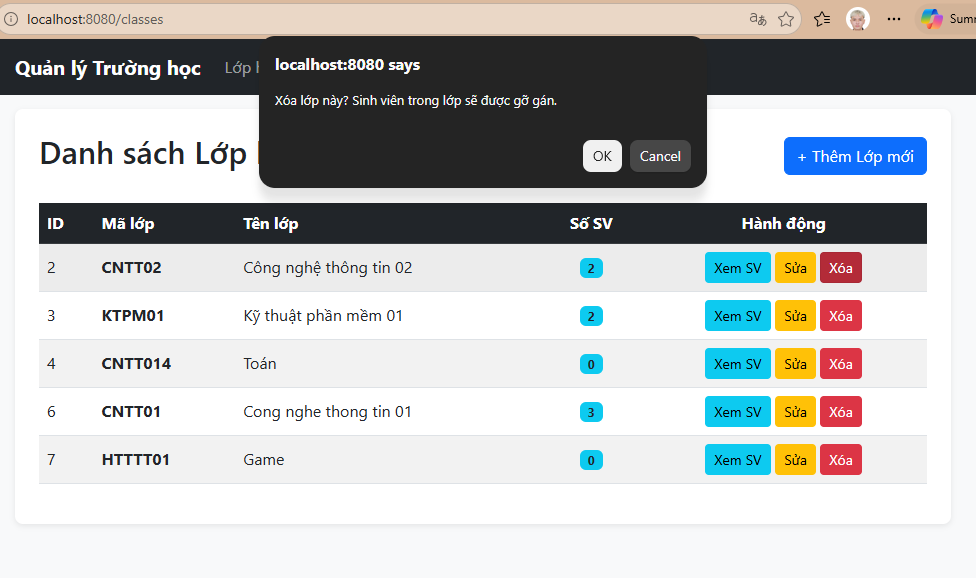 localhost:8080/classes
Quản lý Trường học
Lớp
localhost:8080 says
Xóa lớp này? Sinh viên trong lớp sẽ được gỡ gán.
OK Cancel
Danh sách Lớp
+ Thêm Lớp mới
ID Mã lớp Tên lớp Số SV Hành động
2 CNTT02 Công nghệ thông tin 02 2 Xem SV Sửa Xóa
3 KTPM01 Kỹ thuật phần mềm 01 2 Xem SV Sửa Xóa
4 CNTT014 Toán 0 Xem SV Sửa Xóa
6 CNTT01 Cong nghe thong tin 01 3 Xem SV Sửa Xóa
7 HTTTT01 Game 0 Xem SV Sửa Xóa